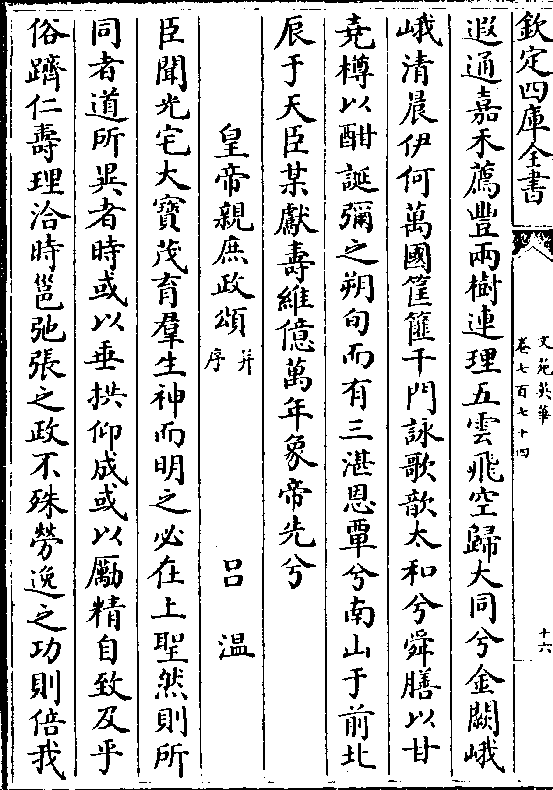 欽定四庫全書
文苑英華
卷七百七十四
十六
遐通嘉禾薦豐兩樹連理五雲飛空歸大同兮金闕峨
峨清晨伊何萬國筐篚千門詠歌歆太和兮舜膳以甘
堯樽以酣誕彌之朔旬而有三湛恩覃兮南山于前北
辰于天臣某獻壽維億萬年象帝先兮
皇帝親庶政頌并序
呂溫
臣聞光宅大寶茂育羣生神而明之必在上聖然則所
同者道所異者時或以垂拱仰成或以勵精自致及乎
俗躋仁壽理洽時邕弛張之政不殊勞逸之功則倍我